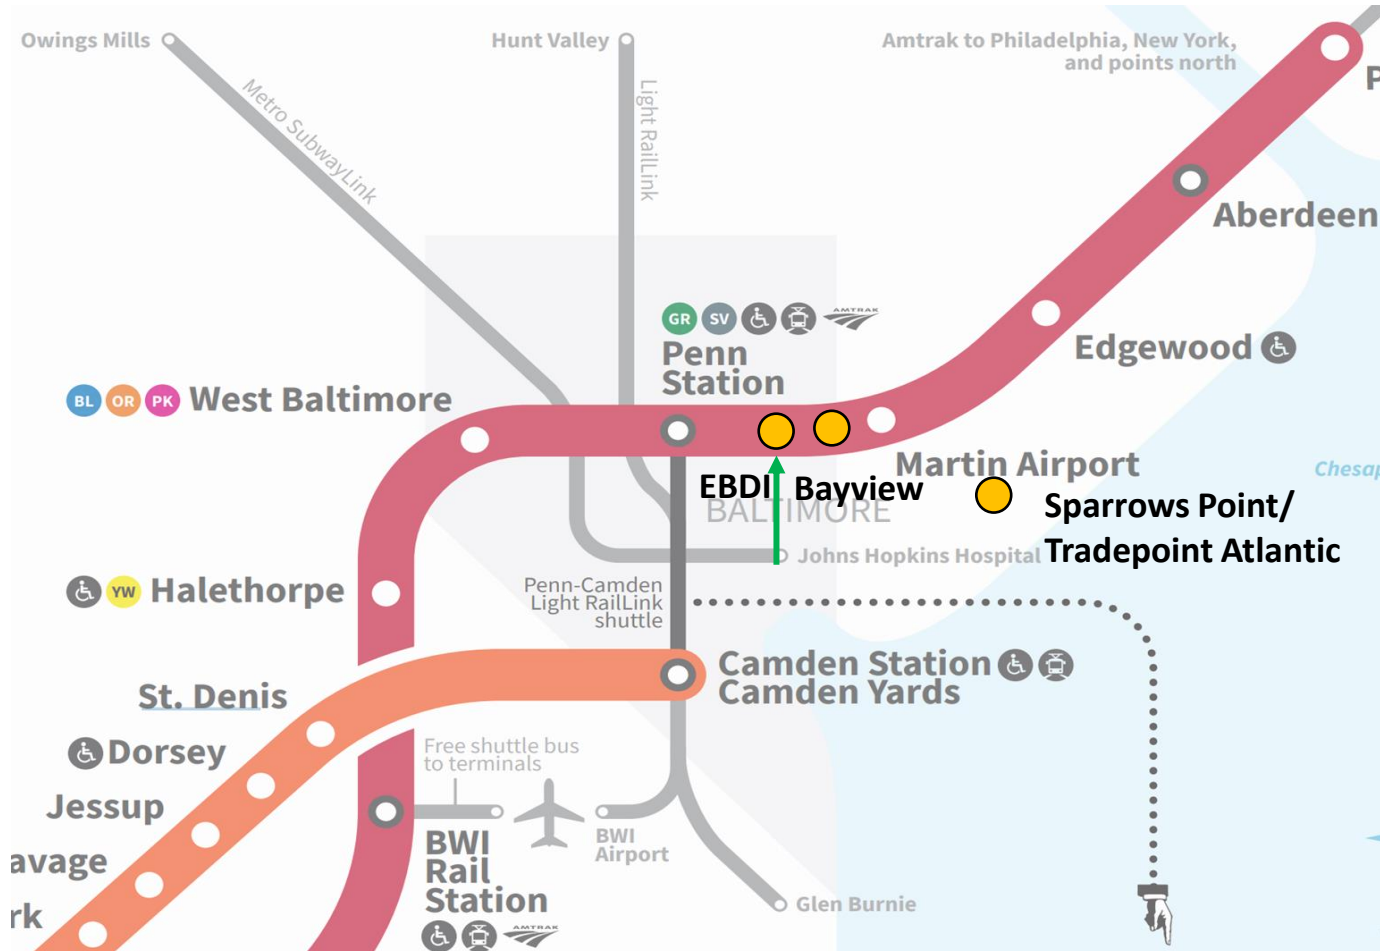 Owings Mills
Hunt Valley
Amtrak to Philadelphia, New York,
and points north
P
Metro SubwayLink
Light RailLink
Aberdeen
GR SV AMTRAK
Penn
Station
Edgewood
BL OR PK West Baltimore
Martin Airport
Chesap
EBDI
Bayview
BALTIMORE
Sparrows Point/
Tradepoint Atlantic
Johns Hopkins Hospital
YW Halethorpe
Penn-Camden
Light RailLink
shuttle
Camden Station
Camden Yards
St. Denis
Dorsey
Free shuttle bus
to terminals
Jessup
BWI
Rail
Station
AMTRAK
BWI
Airport
avage
Glen Burnie
rk